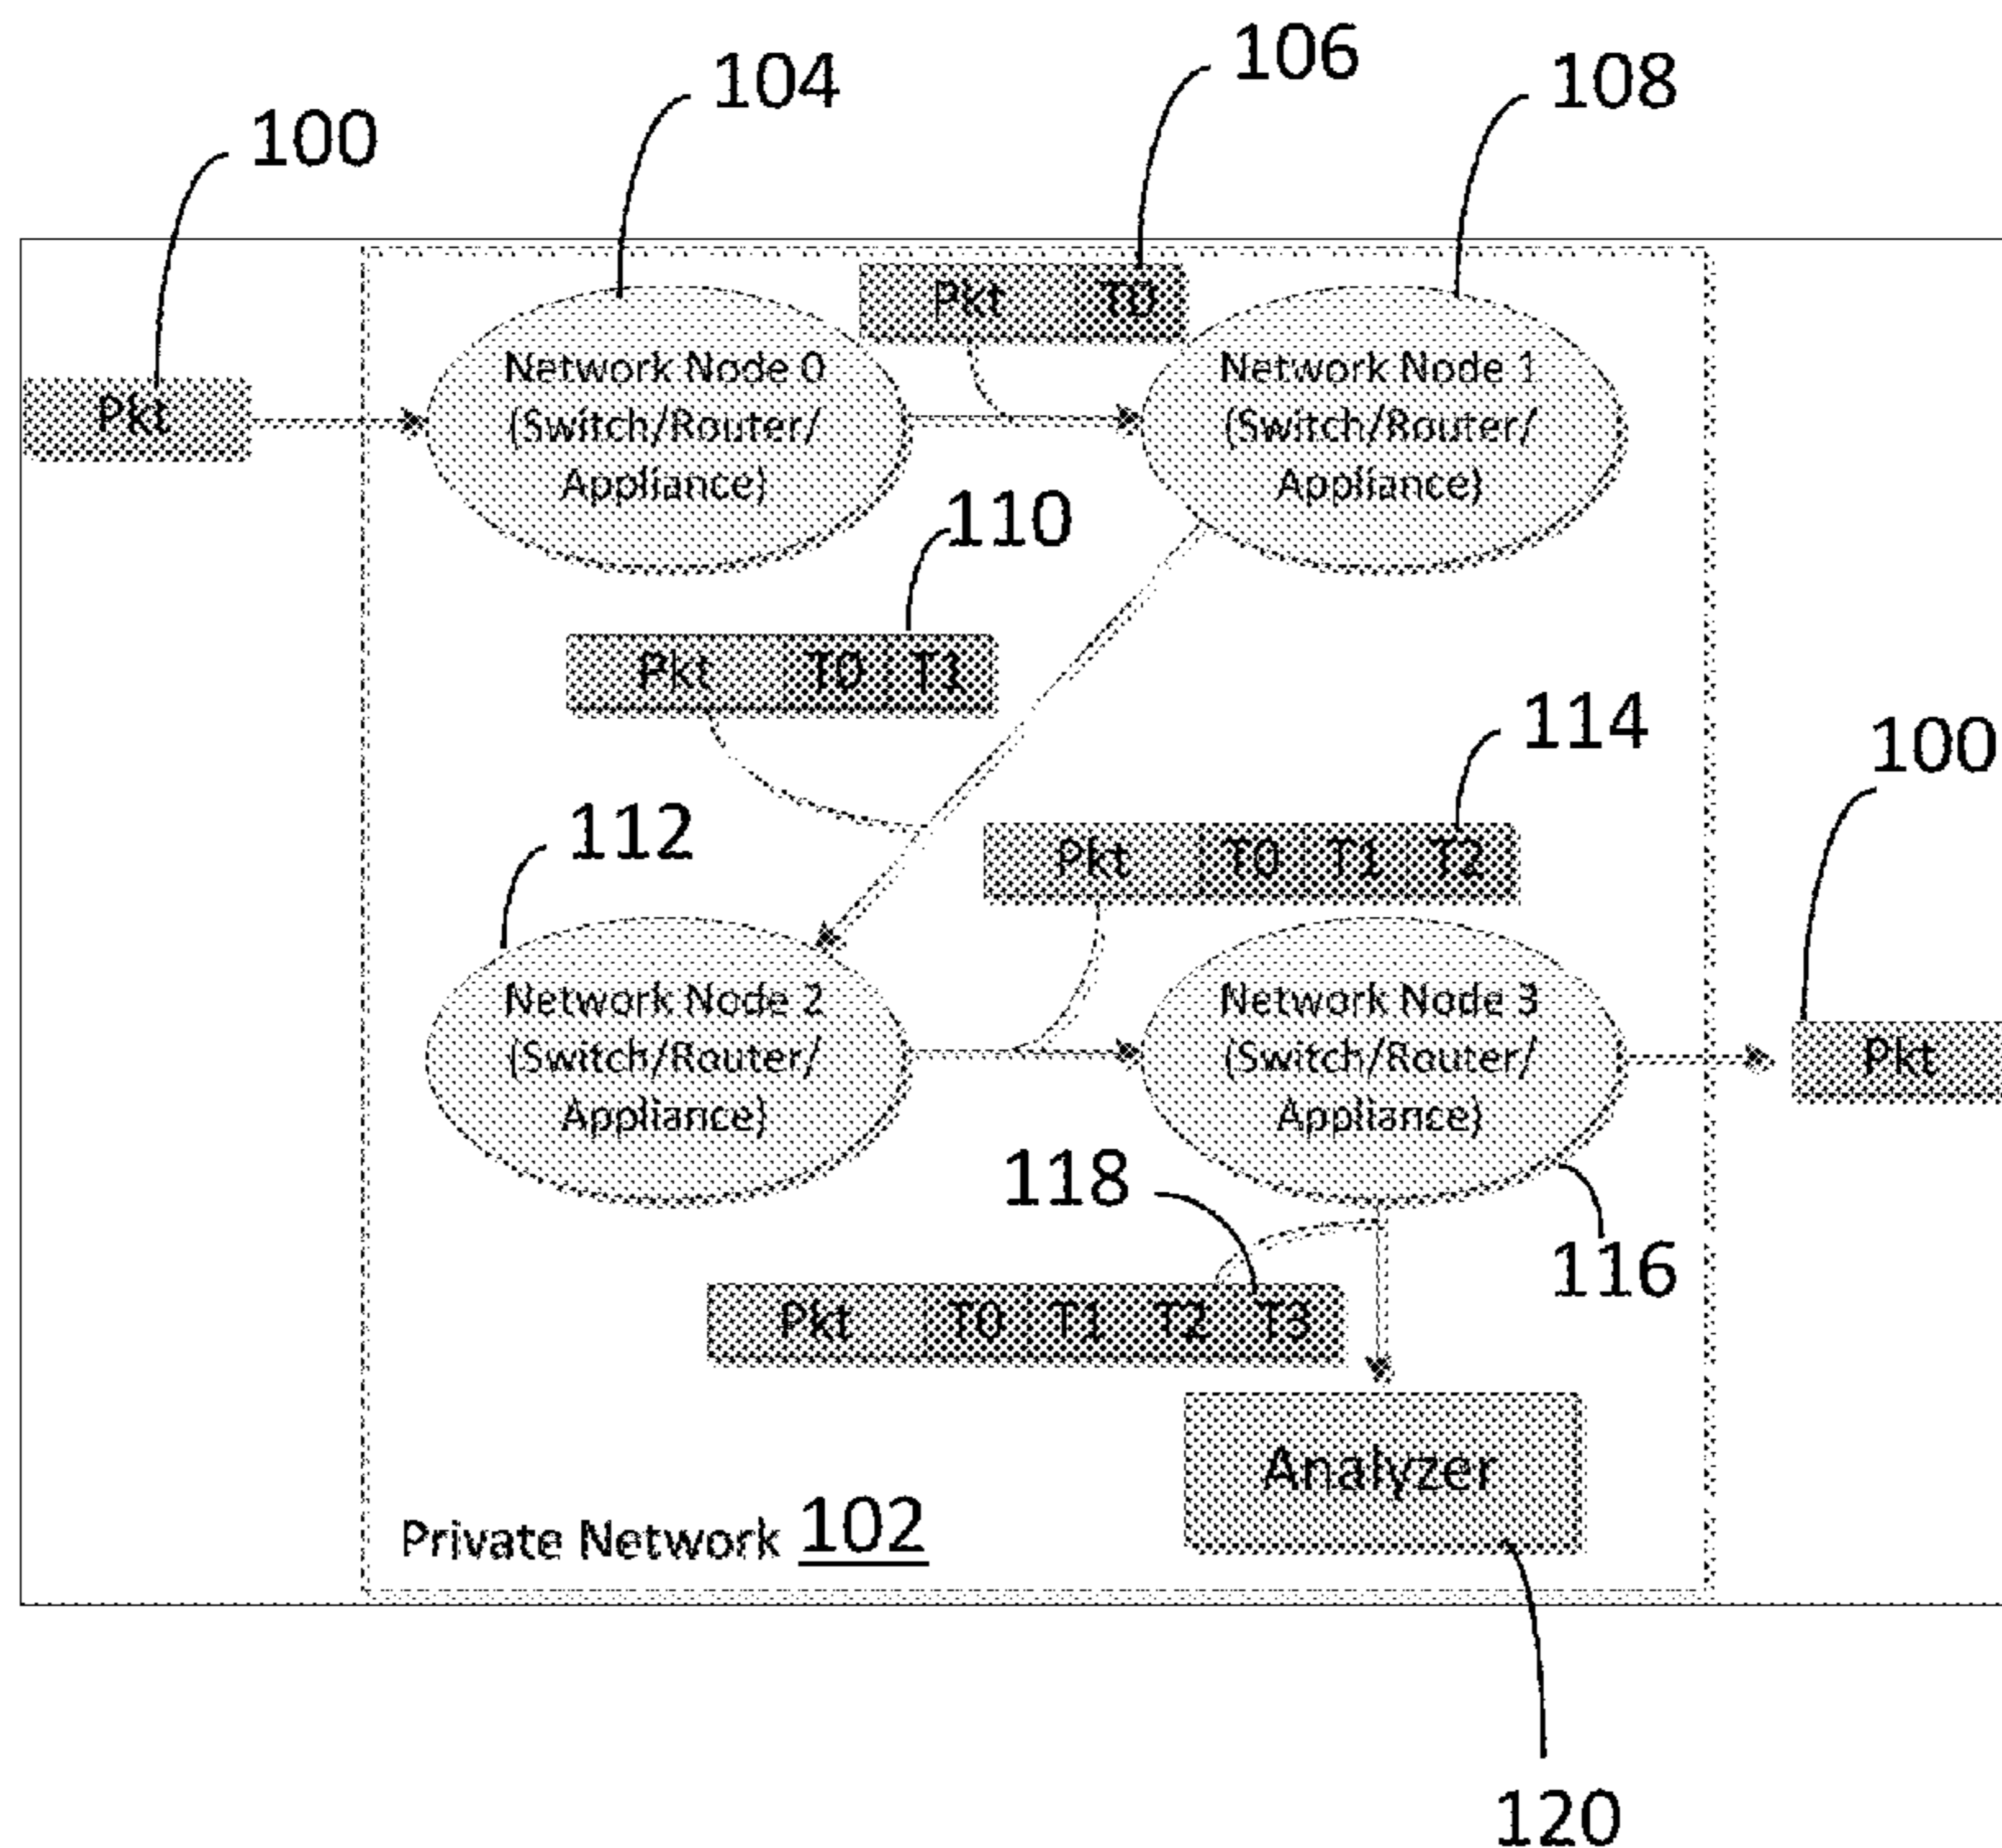 106
104
108
100
Pkt T0
Network Node 0
(Switch/Router/
Appliance)
Network Node 1
(Switch/Router/
Appliance)
Pkt
110
Pkt T0 T1
114
100
112
Pkt T0 T1 T2
Network Node 2
(Switch/Router/
Appliance)
Network Node 3
(Switch/Router/
Appliance)
Pkt
118
116
Pkt T0 T1 T2 T3
Analyzer
Private Network 102
120